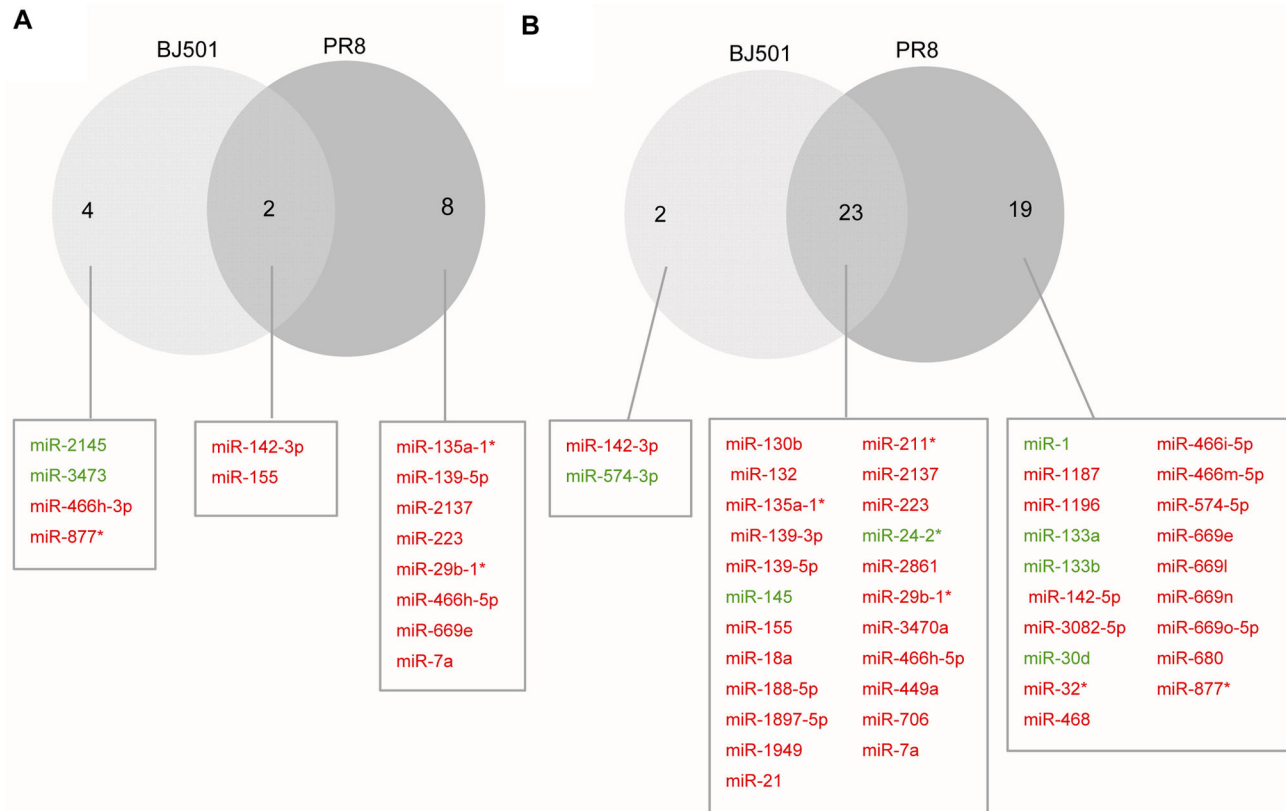 A
BJ501
PR8
4
2
8
miR-2145
miR-3473
miR-466h-3p
miR-877*
miR-142-3p
miR-155
miR-135a-1*
miR-139-5p
miR-2137
miR-223
miR-29b-1*
miR-466h-5p
miR-669e
miR-7a
B
BJ501
PR8
2
23
19
miR-142-3p
miR-574-3p
miR-130b
miR-132
miR-135a-1*
miR-139-3p
miR-139-5p
miR-145
miR-155
miR-18a
miR-188-5p
miR-1897-5p
miR-1949
miR-21
miR-211*
miR-2137
miR-223
miR-24-2*
miR-2861
miR-29b-1*
miR-3470a
miR-466h-5p
miR-449a
miR-706
miR-7a
miR-1
miR-1187
miR-1196
miR-133a
miR-133b
miR-142-5p
miR-3082-5p
miR-30d
miR-32*
miR-468
miR-466i-5p
miR-466m-5p
miR-574-5p
miR-669e
miR-669l
miR-669n
miR-669o-5p
miR-680
miR-877*